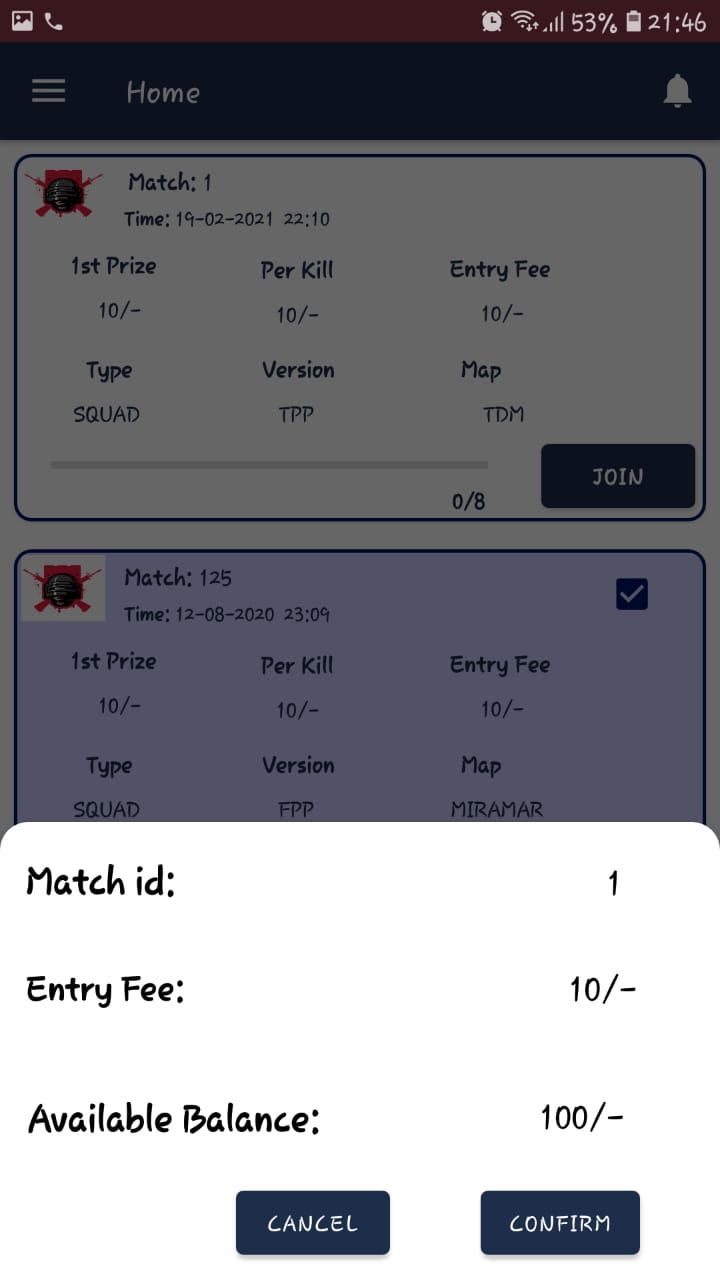 53% 21:46
Home
Match: 1
Time: 19-02-2021 22:10
1st Prize Per Kill Entry Fee
10/- 10/- 10/-
Type Version Map
SQUAD TPP TDM
JOIN
0/8
Match: 125
Time: 12-08-2020 23:09
1st Prize Per Kill Entry Fee
10/- 10/- 10/-
Type Version Map
SQUAD FPP MIRAMAR
Match id: 1
Entry Fee: 10/-
Available Balance: 100/-
CANCEL CONFIRM